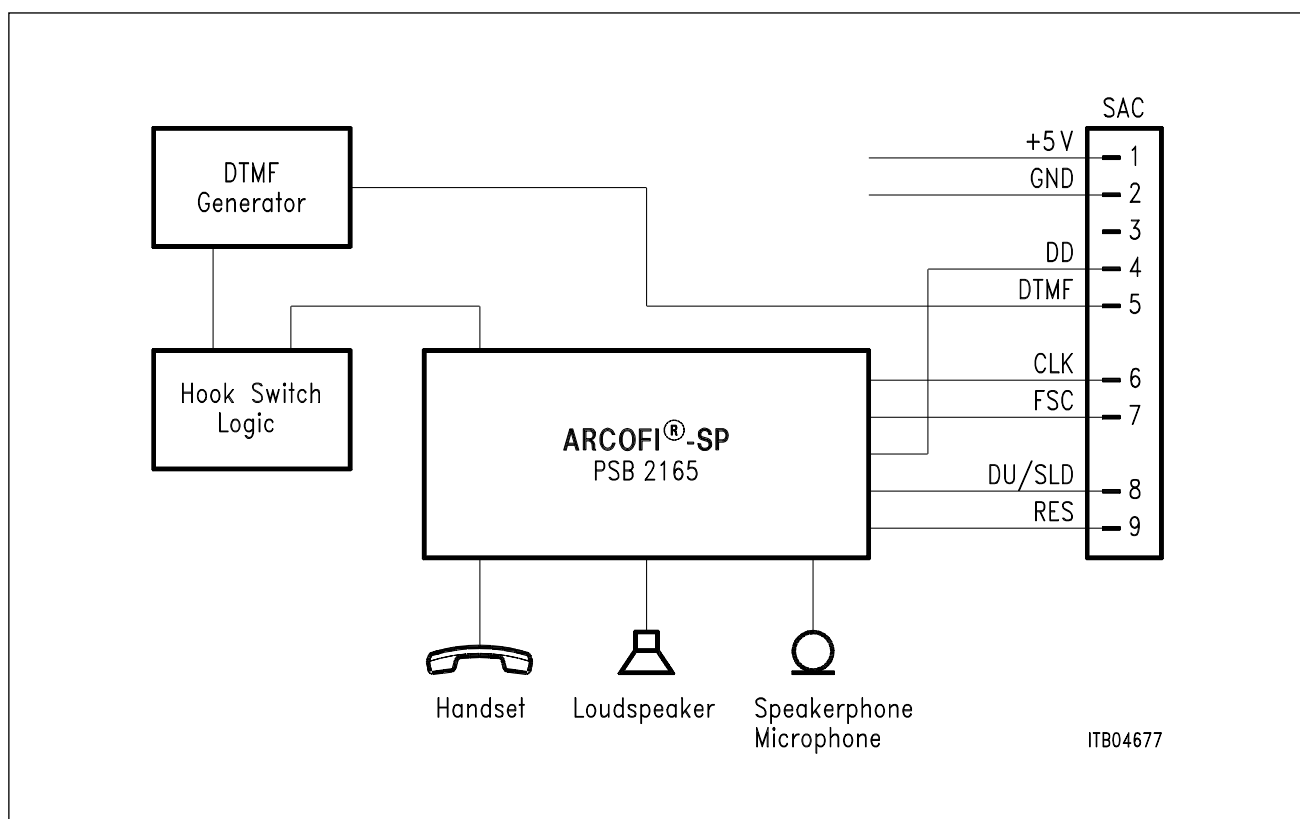 SAC
+5V
1
GND
2
3
DD
4
DTMF
5
CLK
6
FSC
7
DU/SLD
8
RES
9
DTMF
Generator
Hook Switch
Logic
ARCOFI®-SP
PSB 2165
Handset
Loudspeaker
Speakerphone
Microphone
ITB04677